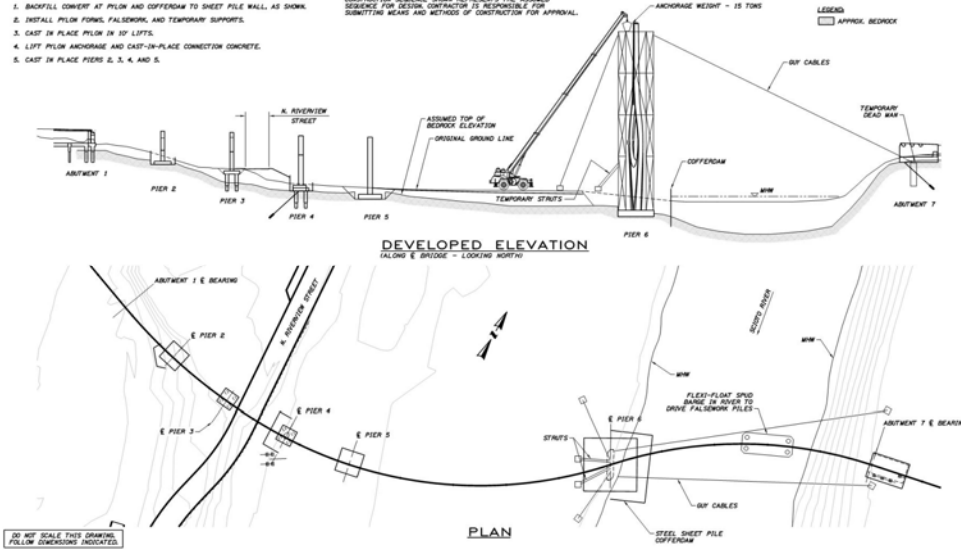 1. BACKFILL CONVERT AT PYLON AND COFFERDAM TO SHEET PILE WALL, AS SHOWN.
2. INSTALL PYLON FORMS, FALSEWORK, AND TEMPORARY SUPPORTS.
3. CAST IN PLACE PYLON IN 10' LIFTS.
4. LIFT PYLON ANCHORAGE AND CAST-IN-PLACE CONNECTION CONCRETE.
5. CAST IN PLACE PIERS 2, 3, 4, AND 5.
SEQUENCE FOR DESIGN. CONTRACTOR IS RESPONSIBLE FOR
SUBMITTING MEANS AND METHODS OF CONSTRUCTION FOR APPROVAL.
ANCHORAGE WEIGHT - 15 TONS
LEGEND:
APPROX. BEDROCK
GUY CABLES
N. RIVERVIEW
STREET
ASSUMED TOP OF
BEDROCK ELEVATION
ORIGINAL GROUND LINE
TEMPORARY
DEAD MAN
COFFERDAM
MHW
TEMPORARY STRUTS
ABUTMENT 1
PIER 2
PIER 3
PIER 4
PIER 5
PIER 6
ABUTMENT 7
DEVELOPED ELEVATION
(ALONG ℄ BRIDGE - LOOKING NORTH)
ABUTMENT 1 ℄ BEARING
N. RIVERVIEW STREET
℄ PIER 2
℄ PIER 3
℄ PIER 4
℄ PIER 5
SCIOTO RIVER
MHW
MHW
FLEXI-FLOAT SPUD
BARGE IN RIVER TO
DRIVE FALSEWORK PILES
℄ PIER 6
STRUTS
ABUTMENT 7 ℄ BEARIN
GUY CABLES
STEEL SHEET PILE
COFFERDAM
PLAN
DO NOT SCALE THIS DRAWING.
FOLLOW DIMENSIONS INDICATED.